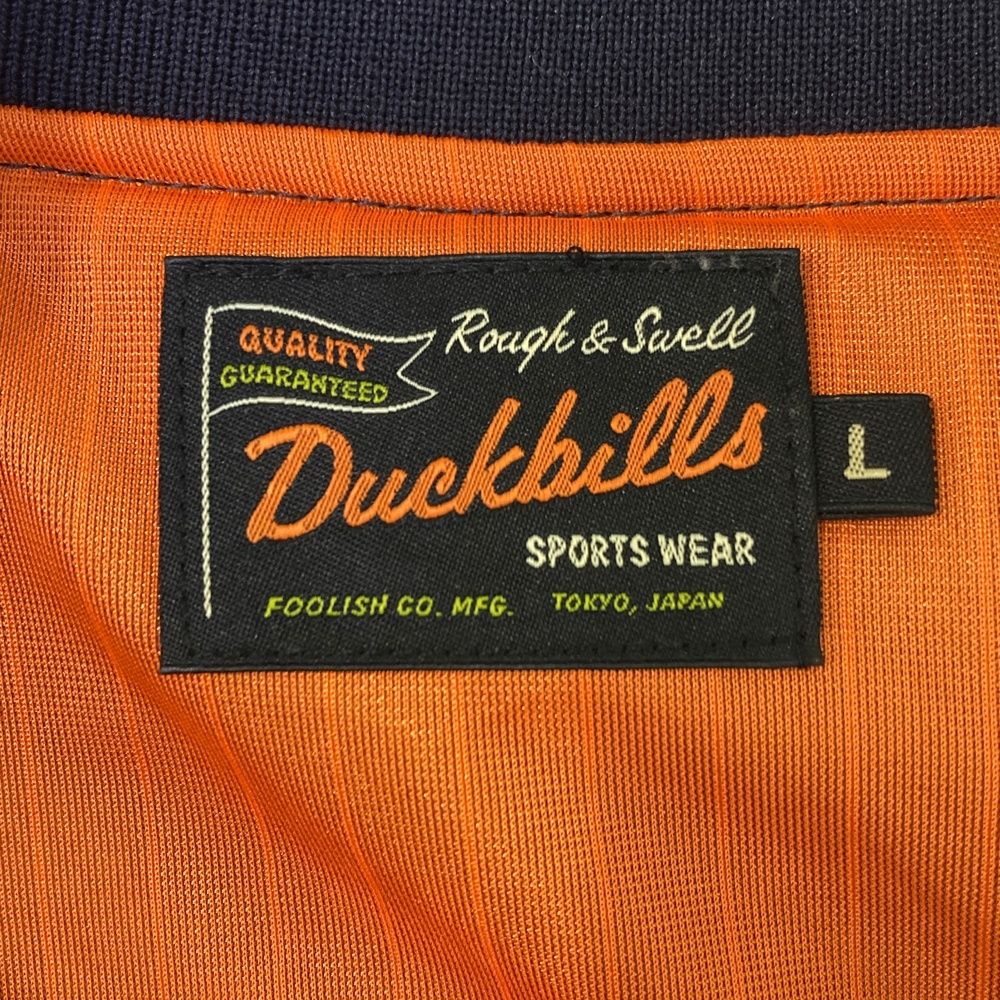 QUALITY
GUARANTEED
Rough & Swell
Duckbills
SPORTS WEAR
FOOLISH CO. MFG. TOKYO, JAPAN
L